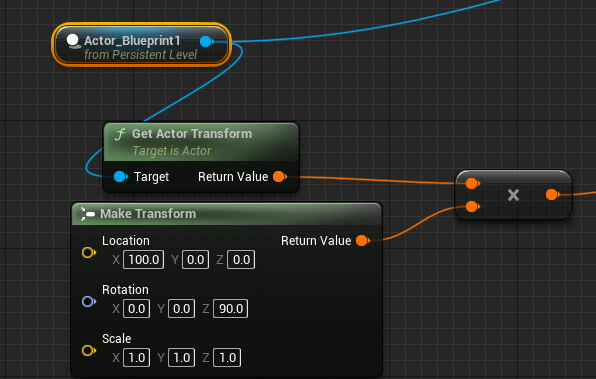 Actor_Blueprint1
from Persistent Level
f Get Actor Transform
Target is Actor
Target Return Value
Make Transform
Location Return Value
X 100.0 Y 0.0 Z 0.0
Rotation
X 0.0 Y 0.0 Z 90.0
Scale
X 1.0 Y 1.0 Z 1.0